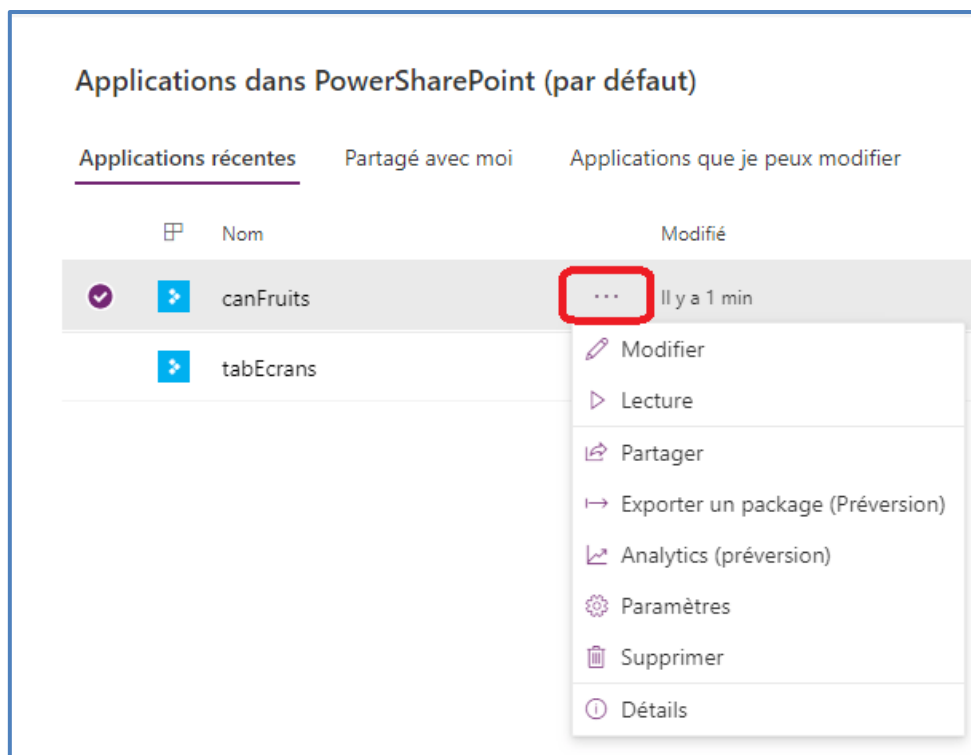 Applications dans PowerSharePoint (par défaut)
Applications récentes Partagé avec moi Applications que je peux modifier
Nom Modifié
canFruits ... Il y a 1 min
tabEcrans
Modifier
Lecture
Partager
Exporter un package (Préversion)
Analytics (préversion)
Paramètres
Supprimer
Détails